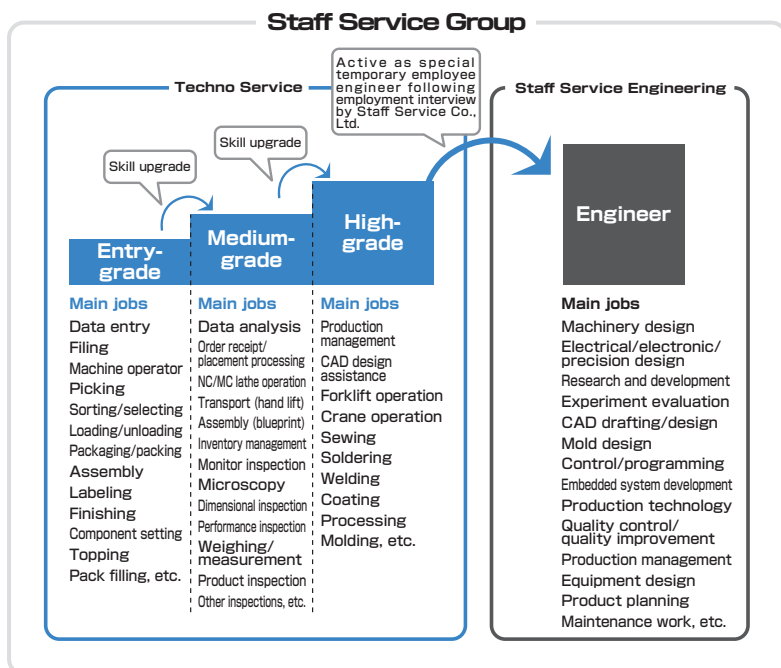 Staff Service Group
Techno Service
Active as special
temporary employee
engineer following
employment interview
by Staff Service Co.,
Ltd.
Staff Service Engineering
Skill upgrade
Skill upgrade
Entry-
grade
Medium-
grade
High-
grade
Engineer
Main jobs
Data entry
Filing
Machine operator
Picking
Sorting/selecting
Loading/unloading
Packaging/packing
Assembly
Labeling
Finishing
Component setting
Topping
Pack filling, etc.
Main jobs
Data analysis
Order receipt/
placement processing
NC/MC lathe operation
Transport (hand lift)
Assembly (blueprint)
Inventory management
Monitor inspection
Microscopy
Dimensional inspection
Performance inspection
Weighing/
measurement
Product inspection
Other inspections, etc.
Main jobs
Production
management
CAD design
assistance
Forklift operation
Crane operation
Sewing
Soldering
Welding
Coating
Processing
Molding, etc.
Main jobs
Machinery design
Electrical/electronic/
precision design
Research and development
Experiment evaluation
CAD drafting/design
Mold design
Control/programming
Embedded system development
Production technology
Quality control/
quality improvement
Production management
Equipment design
Product planning
Maintenance work, etc.